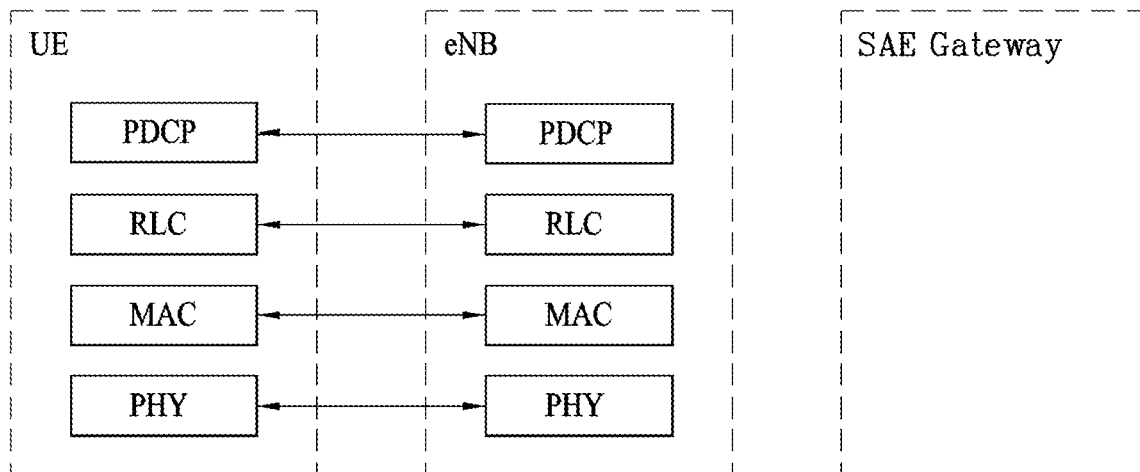 UE eNB SAE Gateway
PDCP PDCP
RLC RLC
MAC MAC
PHY PHY